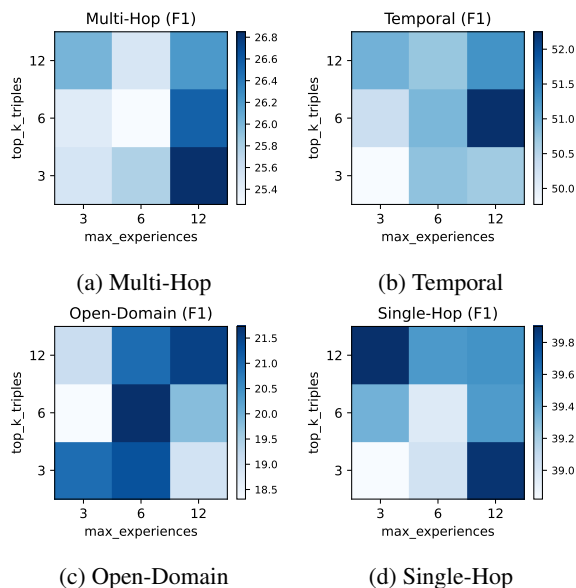 Multi-Hop (F1)
12
6
3
top_k_triples
3 6 12
max_experiences
26.8
26.6
26.4
26.2
26.0
25.8
25.6
25.4
(a) Multi-Hop
Temporal (F1)
12
6
3
top_k_triples
3 6 12
max_experiences
52.0
51.5
51.0
50.5
50.0
(b) Temporal
Open-Domain (F1)
12
6
3
top_k_triples
3 6 12
max_experiences
21.5
21.0
20.5
20.0
19.5
19.0
18.5
(c) Open-Domain
Single-Hop (F1)
12
6
3
top_k_triples
3 6 12
max_experiences
39.8
39.6
39.4
39.2
39.0
(d) Single-Hop